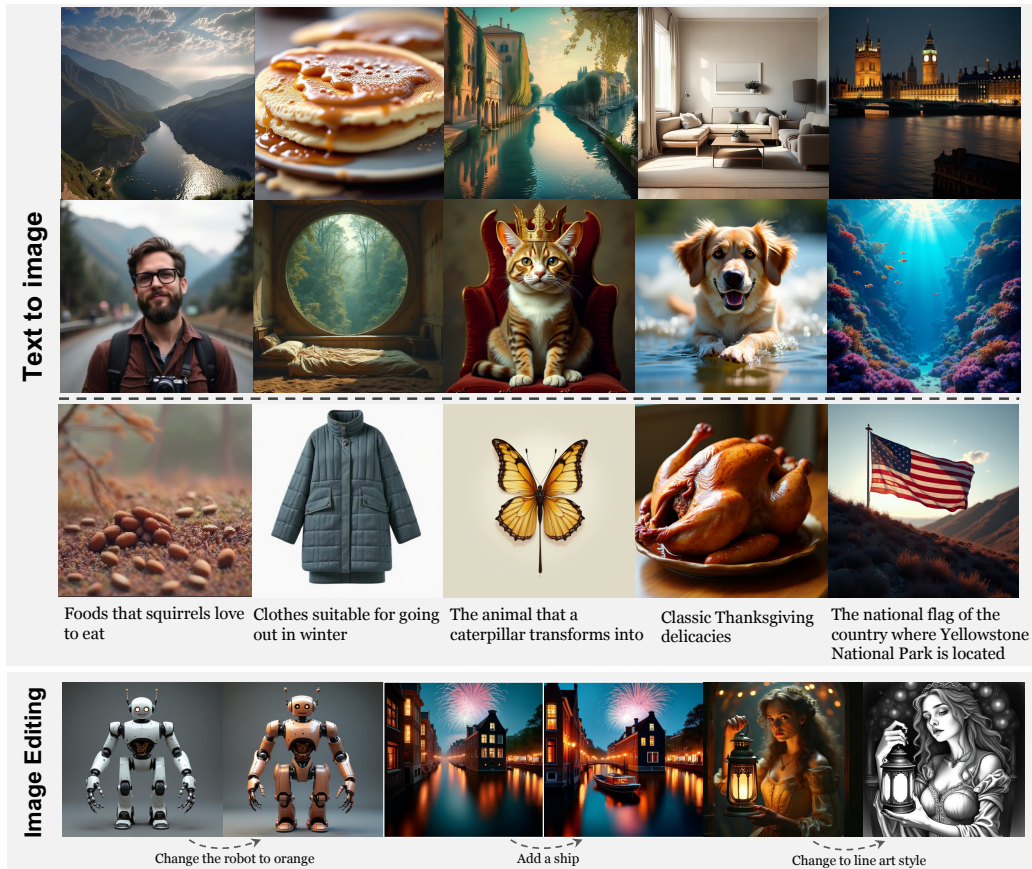 Text to image
Foods that squirrels love
to eat
Clothes suitable for going
out in winter
The animal that a
caterpillar transforms into
Classic Thanksgiving
delicacies
The national flag of the
country where Yellowstone
National Park is located
Image Editing
Change the robot to orange
Add a ship
Change to line art style